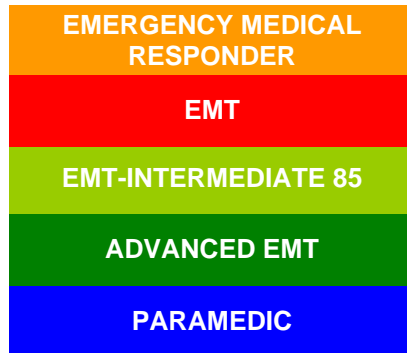 EMERGENCY MEDICAL
RESPONDER
EMT
EMT-INTERMEDIATE 85
ADVANCED EMT
PARAMEDIC